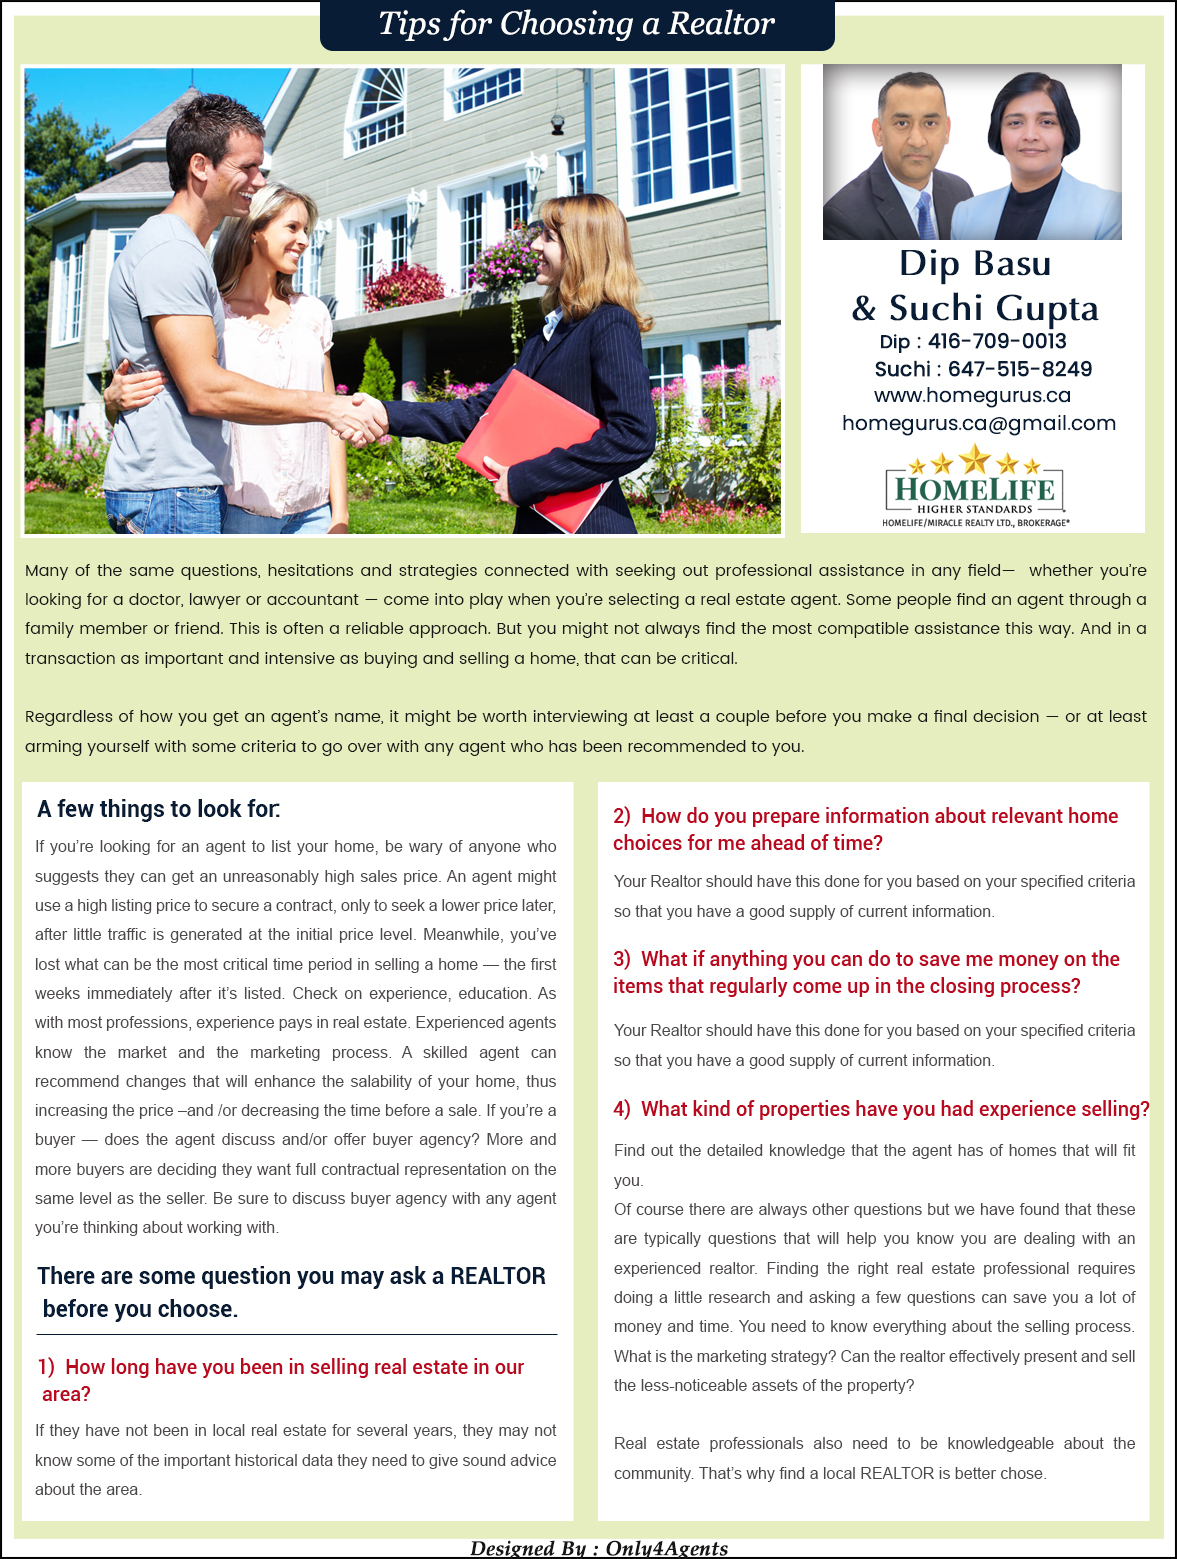 Tips for Choosing a Realtor
Dip Basu
& Suchi Gupta
Dip : 416-709-0013
Suchi : 647-515-8249
www.homegurus.ca
homegurus.ca@gmail.com
HOMELIFE
HIGHER STANDARDS
HOMELIFE/MIRACLE REALTY LTD., BROKERAGE*
Many of the same questions, hesitations and strategies connected with seeking out professional assistance in any field— whether you're
looking for a doctor, lawyer or accountant — come into play when you're selecting a real estate agent. Some people find an agent through a
family member or friend. This is often a reliable approach. But you might not always find the most compatible assistance this way. And in a
transaction as important and intensive as buying and selling a home, that can be critical.
Regardless of how you get an agent's name, it might be worth interviewing at least a couple before you make a final decision — or at least
arming yourself with some criteria to go over with any agent who has been recommended to you.
A few things to look for:
If you're looking for an agent to list your home, be wary of anyone who
suggests they can get an unreasonably high sales price. An agent might
use a high listing price to secure a contract, only to seek a lower price later,
after little traffic is generated at the initial price level. Meanwhile, you've
lost what can be the most critical time period in selling a home — the first
weeks immediately after it's listed. Check on experience, education. As
with most professions, experience pays in real estate. Experienced agents
know the market and the marketing process. A skilled agent can
recommend changes that will enhance the salability of your home, thus
increasing the price –and /or decreasing the time before a sale. If you're a
buyer — does the agent discuss and/or offer buyer agency? More and
more buyers are deciding they want full contractual representation on the
same level as the seller. Be sure to discuss buyer agency with any agent
you're thinking about working with.
There are some question you may ask a REALTOR
before you choose.
1) How long have you been in selling real estate in our
area?
If they have not been in local real estate for several years, they may not
know some of the important historical data they need to give sound advice
about the area.
2) How do you prepare information about relevant home
choices for me ahead of time?
Your Realtor should have this done for you based on your specified criteria
so that you have a good supply of current information.
3) What if anything you can do to save me money on the
items that regularly come up in the closing process?
Your Realtor should have this done for you based on your specified criteria
so that you have a good supply of current information.
4) What kind of properties have you had experience selling?
Find out the detailed knowledge that the agent has of homes that will fit
you.
Of course there are always other questions but we have found that these
are typically questions that will help you know you are dealing with an
experienced realtor. Finding the right real estate professional requires
doing a little research and asking a few questions can save you a lot of
money and time. You need to know everything about the selling process.
What is the marketing strategy? Can the realtor effectively present and sell
the less-noticeable assets of the property?
Real estate professionals also need to be knowledgeable about the
community. That's why find a local REALTOR is better chose.
Designed By : Only4Agents